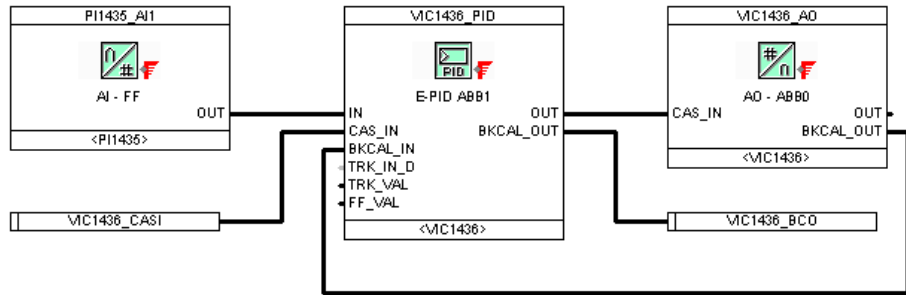 PI1435_AI1
AI - FF
OUT
<PI1435>
VIC1436_CASI
VIC1436_PID
PID
E-PID ABB1
IN
CAS_IN
BKCAL_IN
TRK_IN_D
TRK_VAL
FF_VAL
OUT
BKCAL_OUT
<VIC1436>
VIC1436_AO
#
AO - ABB0
CAS_IN
OUT
BKCAL_OUT
<VIC1436>
VIC1436_BCO